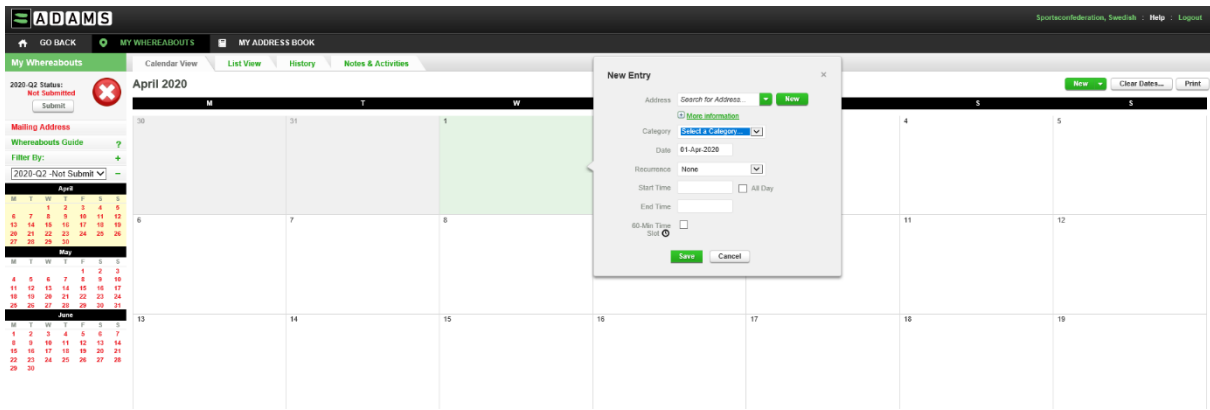 ADAMS
Sportsconfederation, Swedish : Help : Logout
GO BACK MY WHEREABOUTS MY ADDRESS BOOK
My Whereabouts
Calendar View List View History Notes & Activities
2020-Q2 Status:
Not Submitted
Submit
Mailing Address
Whereabouts Guide ?
Filter By: +
2020-Q2 -Not Submit
April
M T W T F S S
1 2 3 4 5
6 7 8 9 10 11 12
13 14 15 16 17 18 19
20 21 22 23 24 25 26
27 28 29 30
May
M T W T F S S
1 2 3
4 5 6 7 8 9 10
11 12 13 14 15 16 17
18 19 20 21 22 23 24
25 26 27 28 29 30 31
June
M T W T F S S
1 2 3 4 5 6 7
8 9 10 11 12 13 14
15 16 17 18 19 20 21
22 23 24 25 26 27 28
29 30
April 2020
New Clear Dates... Print
M T W S S
30 31 1 4 5
6 7 8 11 12
13 14 15 16 17 18 19
New Entry ×
Address Search for Address... New
More information
Category Select a Category...
Date 01-Apr-2020
Recurrence None
Start Time All Day
End Time
60-Min Time
Slot
Save Cancel